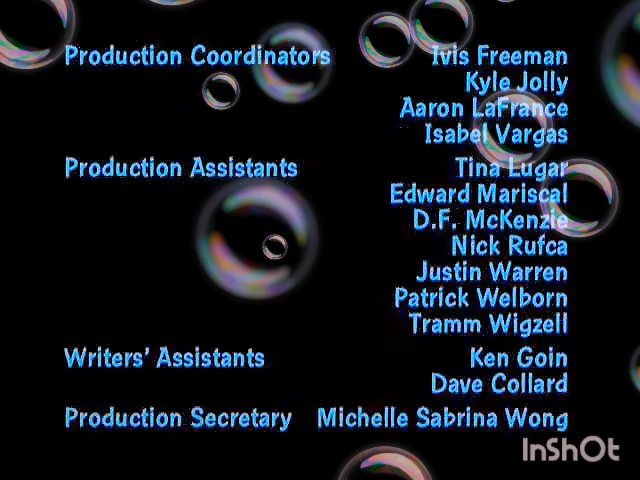 Production Coordinators Ivis Freeman
Kyle Jolly
Aaron LaFrance
Isabel Vargas
Production Assistants Tina Lugar
Edward Mariscal
D.F. McKenzie
Nick Rufca
Justin Warren
Patrick Welborn
Tramm Wigzell
Writers' Assistants Ken Goin
Dave Collard
Production Secretary Michelle Sabrina Wong
InShOt